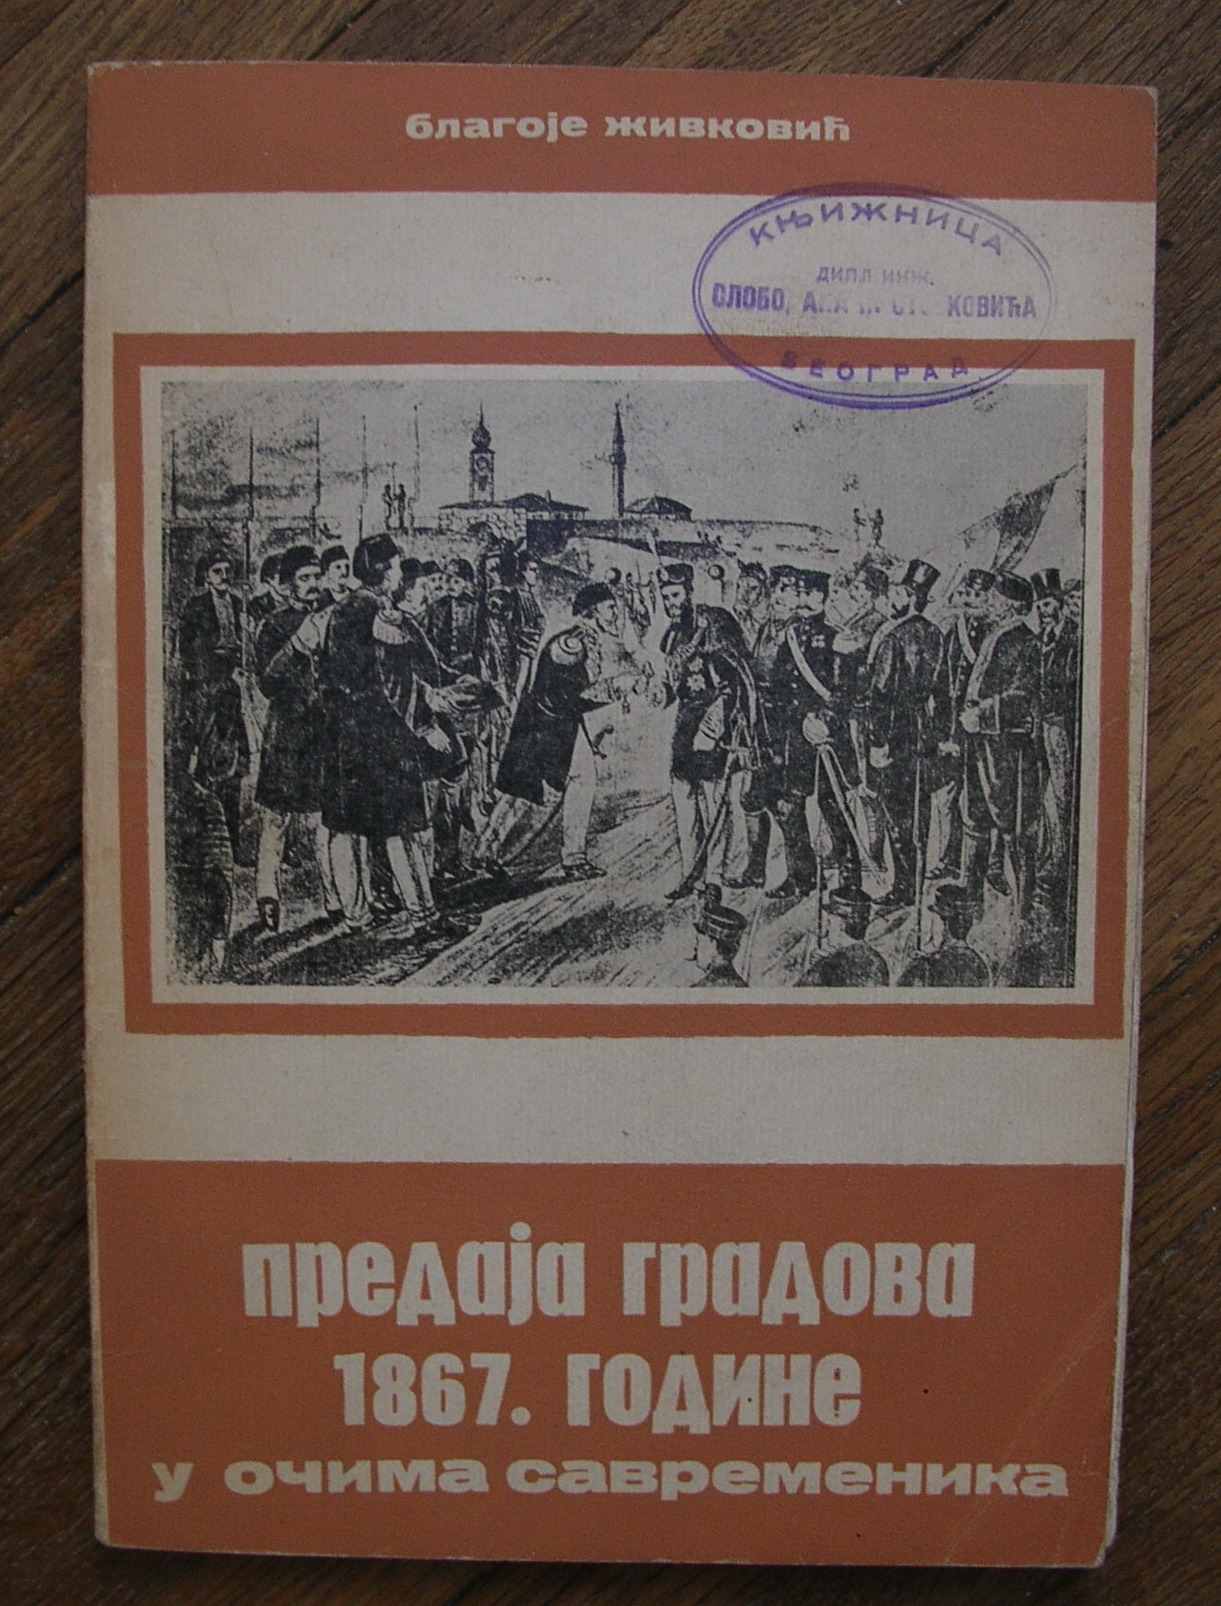 благоје живковић
КЊИЖНИЦА
ДИПЛ. ИНЖ.
БЕОГРАД
предаја градова
1867. године
у очима савременика